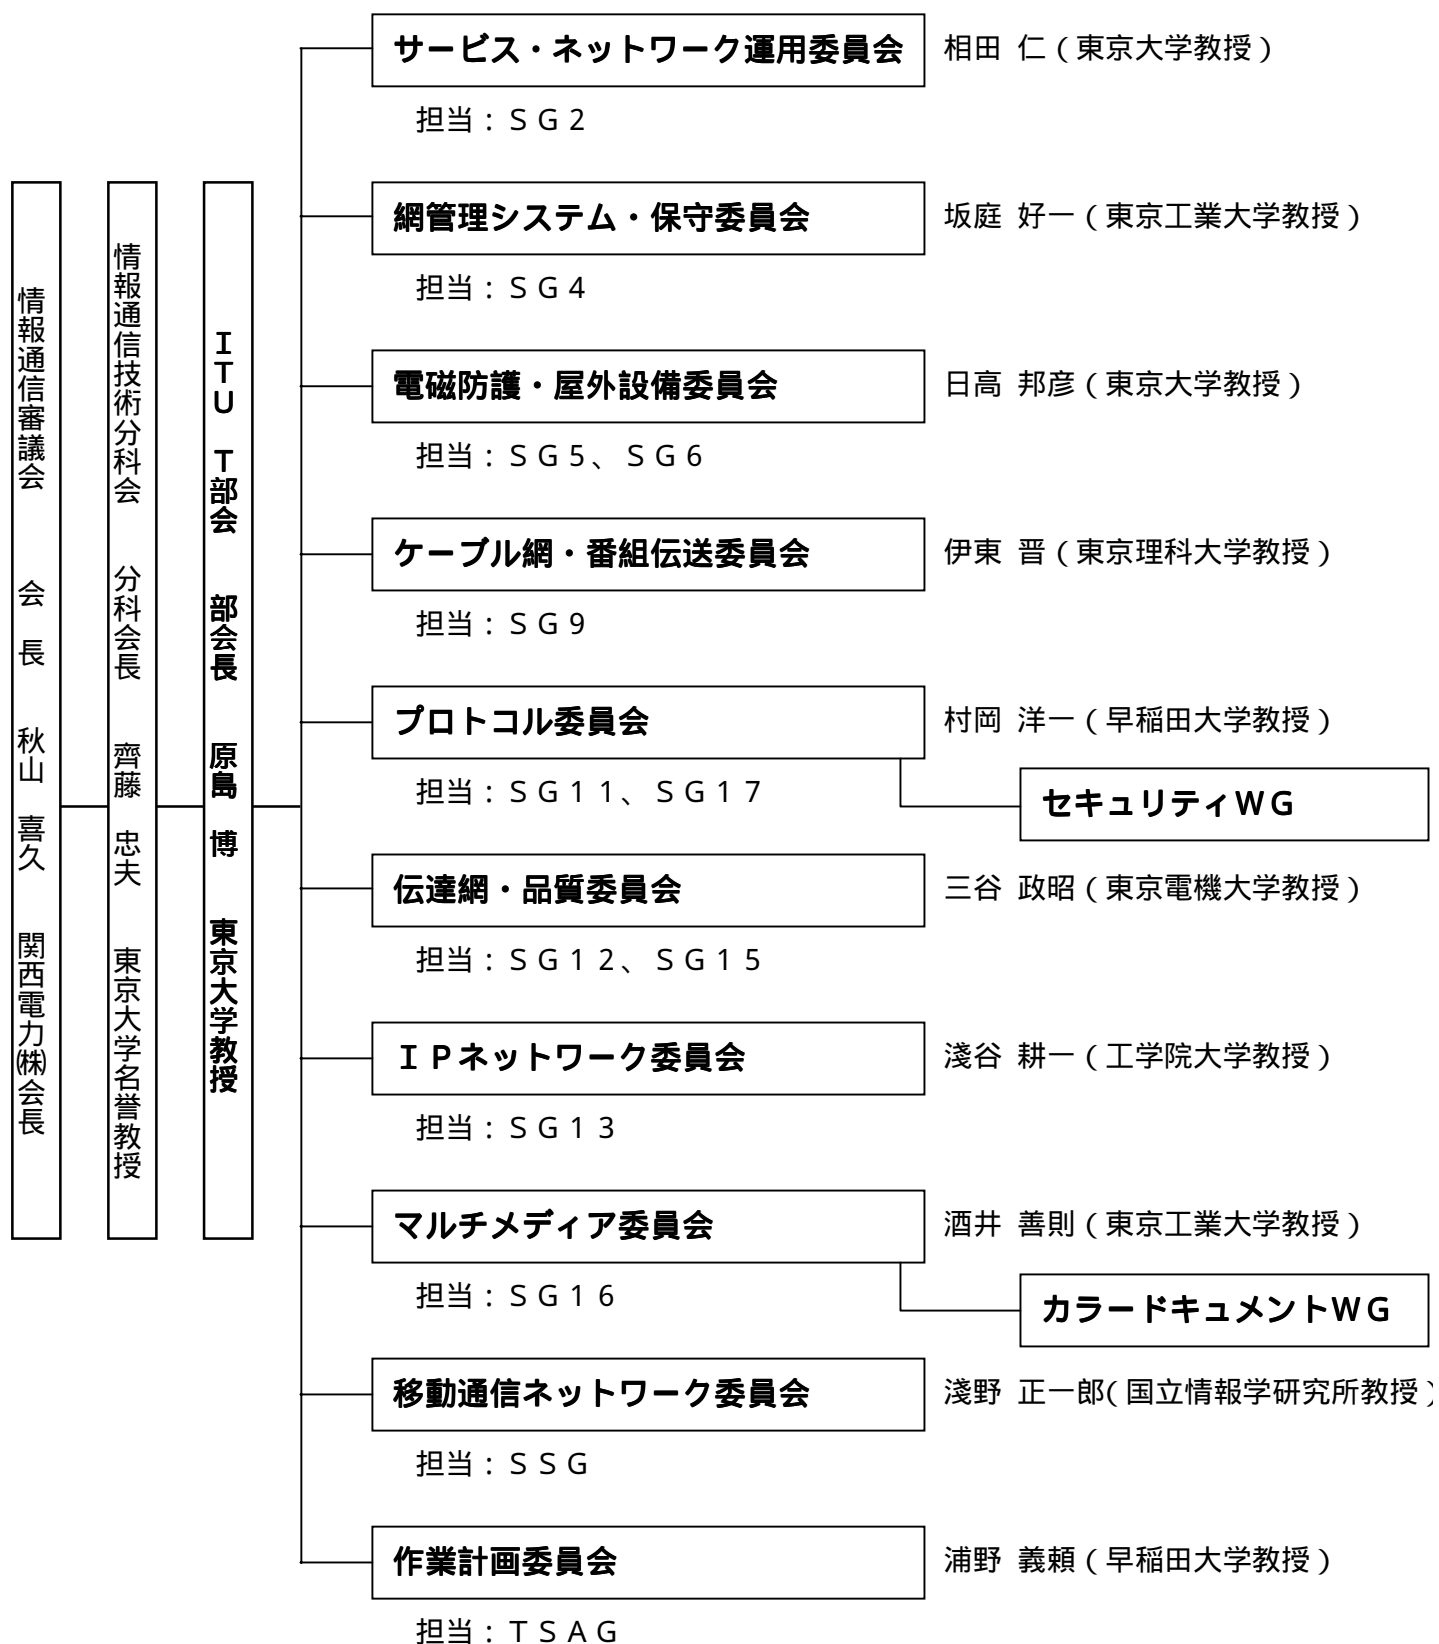 情報通信審議会　会　長　秋山　喜久　関西電力㈱会長
情報通信技術分科会　分科会長　齊藤　忠夫　東京大学名誉教授
ＩＴＵ　Ｔ部会　部会長　原島　博　東京大学教授
サービス・ネットワーク運用委員会　相田 仁（東京大学教授）
担当：ＳＧ２
網管理システム・保守委員会　坂庭 好一（東京工業大学教授）
担当：ＳＧ４
電磁防護・屋外設備委員会　日高 邦彦（東京大学教授）
担当：ＳＧ５、ＳＧ６
ケーブル網・番組伝送委員会　伊東 晋（東京理科大学教授）
担当：ＳＧ９
プロトコル委員会　村岡 洋一（早稲田大学教授）
担当：ＳＧ１１、ＳＧ１７
セキュリティＷＧ
伝達網・品質委員会　三谷 政昭（東京電機大学教授）
担当：ＳＧ１２、ＳＧ１５
ＩＰネットワーク委員会　淺谷 耕一（工学院大学教授）
担当：ＳＧ１３
マルチメディア委員会　酒井 善則（東京工業大学教授）
担当：ＳＧ１６
カラードキュメントＷＧ
移動通信ネットワーク委員会　淺野 正一郎(国立情報学研究所教授)
担当：ＳＳＧ
作業計画委員会　浦野 義頼（早稲田大学教授）
担当：ＴＳＡＧ